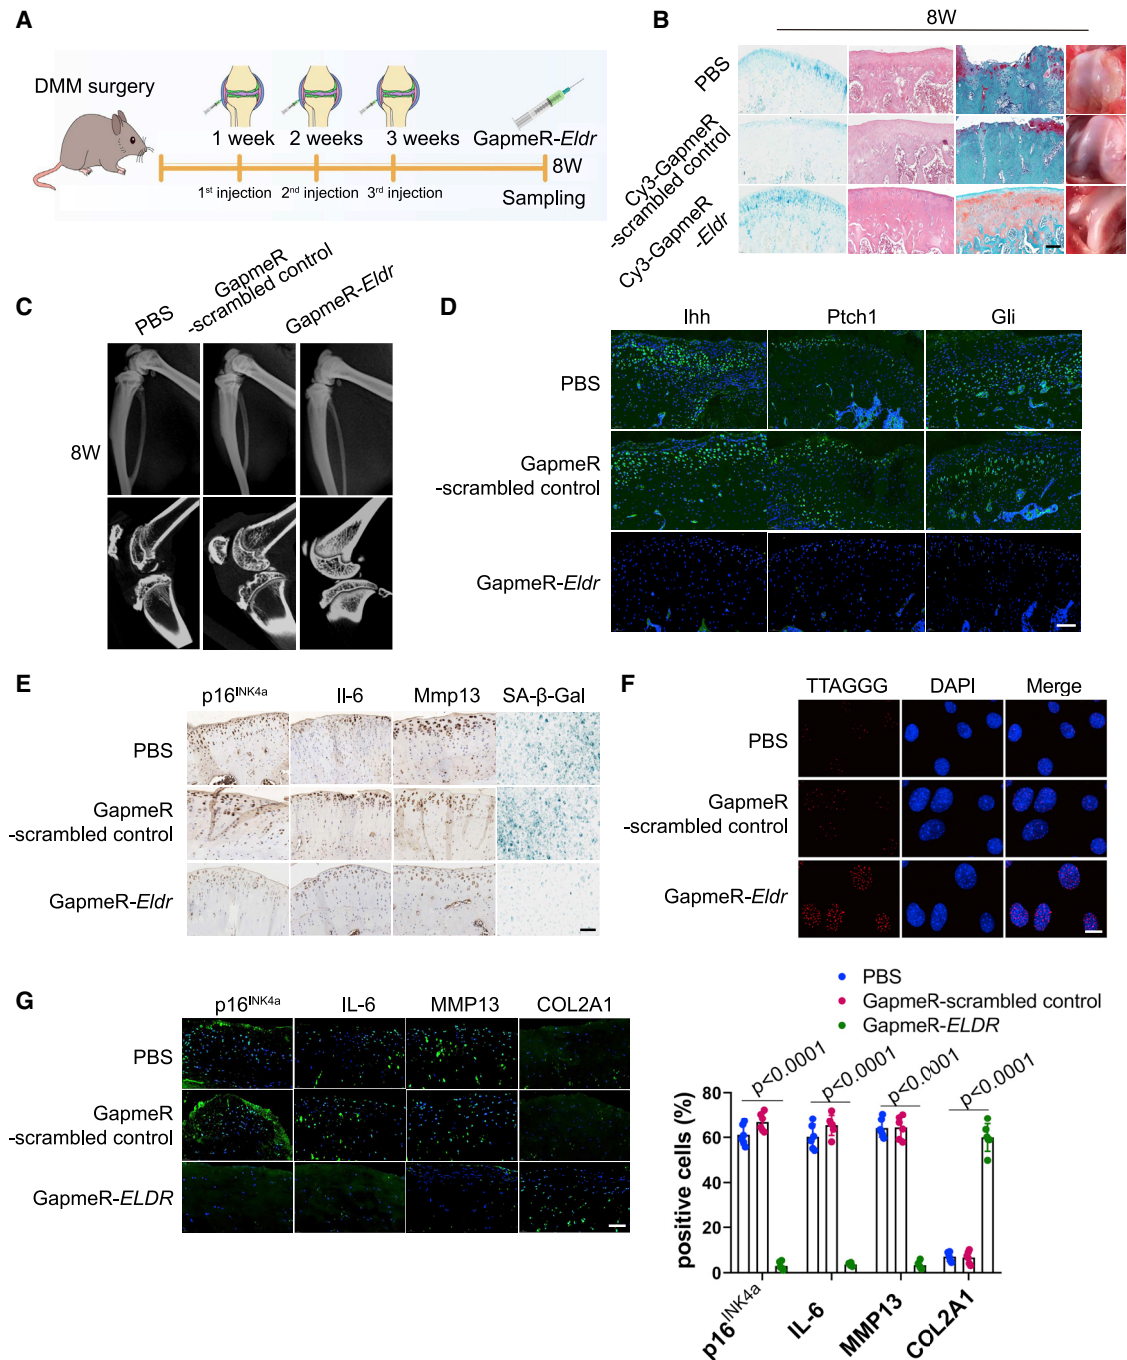 A
DMM surgery
1 week
2 weeks
3 weeks
GapmeR-Eldr
8W
1st injection
2nd injection
3rd injection
Sampling
B
8W
PBS
Cy3-GapmeR
-scrambled control
Cy3-GapmeR
-Eldr
C
PBS
GapmeR
-scrambled control
GapmeR-Eldr
8W
D
Ihh
Ptch1
Gli
PBS
GapmeR
-scrambled control
GapmeR-Eldr
E
p16INK4a
Il-6
Mmp13
SA-β-Gal
PBS
GapmeR
-scrambled control
GapmeR-Eldr
F
TTAGGG
DAPI
Merge
PBS
GapmeR
-scrambled control
GapmeR-Eldr
G
p16INK4a
IL-6
MMP13
COL2A1
PBS
GapmeR
-scrambled control
GapmeR-ELDR
PBS
GapmeR-scrambled control
GapmeR-ELDR
p<0.0001
p<0.0001
p<0.0001
p<0.0001
positive cells (%)
80
60
40
20
0
p16INK4a
IL-6
MMP13
COL2A1